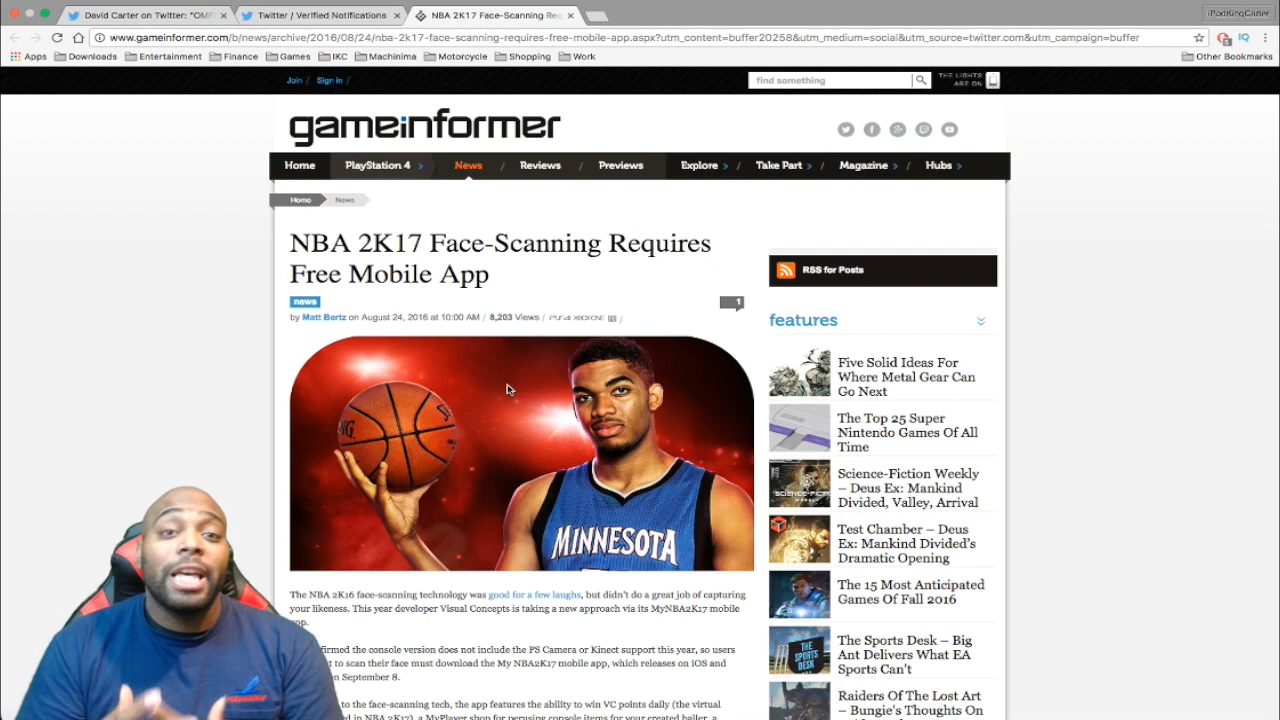 David Carter on Twitter: "OMF
Twitter / Verified Notifications
NBA 2K17 Face-Scanning Req
iPodKingCarter
www.gameinformer.com/b/news/archive/2016/08/24/nba-2k17-face-scanning-requires-free-mobile-app.aspx?utm_content=buffer20258&utm_medium=social&utm_source=twitter.com&utm_campaign=buffer
Apps Downloads Entertainment Finance Games IKC Machinima Motorcycle Shopping Work Other Bookmarks
Join / Sign in /
find something
THE LIGHTS
ARE ON
gameinformer
Home PlayStation 4 > News / Reviews / Previews Explore > / Take Part > / Magazine > / Hubs >
Home News
NBA 2K17 Face-Scanning Requires
Free Mobile App
news
1
by Matt Bertz on August 24, 2016 at 10:00 AM / 8,203 Views / PS4 XBOX ONE PC /
MINNESOTA
The NBA 2K16 face-scanning technology was good for a few laughs, but didn't do a great job of capturing
your likeness. This year developer Visual Concepts is taking a new approach via its MyNBA2K17 mobile
app.
firmed the console version does not include the PS Camera or Kinect support this year, so users
t to scan their face must download the My NBA2K17 mobile app, which releases on iOS and
on September 8.
to the face-scanning tech, the app features the ability to win VC points daily (the virtual
ed in NBA 2K17), a MyPlayer shop for perusing console items for your created baller, a
RSS for Posts
features
Five Solid Ideas For
Where Metal Gear Can
Go Next
The Top 25 Super
Nintendo Games Of All
Time
Science-Fiction Weekly
– Deus Ex: Mankind
Divided, Valley, Arrival
Test Chamber – Deus
Ex: Mankind Divided's
Dramatic Opening
The 15 Most Anticipated
Games Of Fall 2016
THE
SPORTS
DESK
The Sports Desk – Big
Ant Delivers What EA
Sports Can't
Raiders Of The Lost Art
– Bungie's Thoughts On